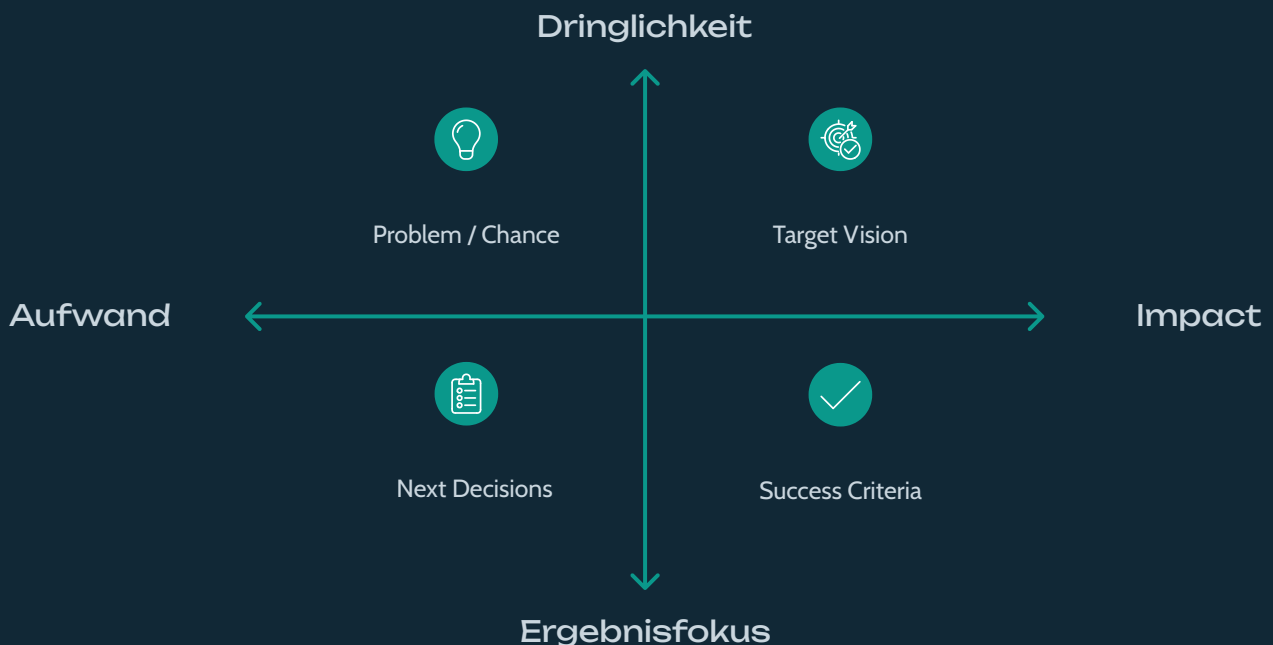 Dringlichkeit
Problem / Chance
Target Vision
Aufwand
Impact
Next Decisions
Success Criteria
Ergebnisfokus